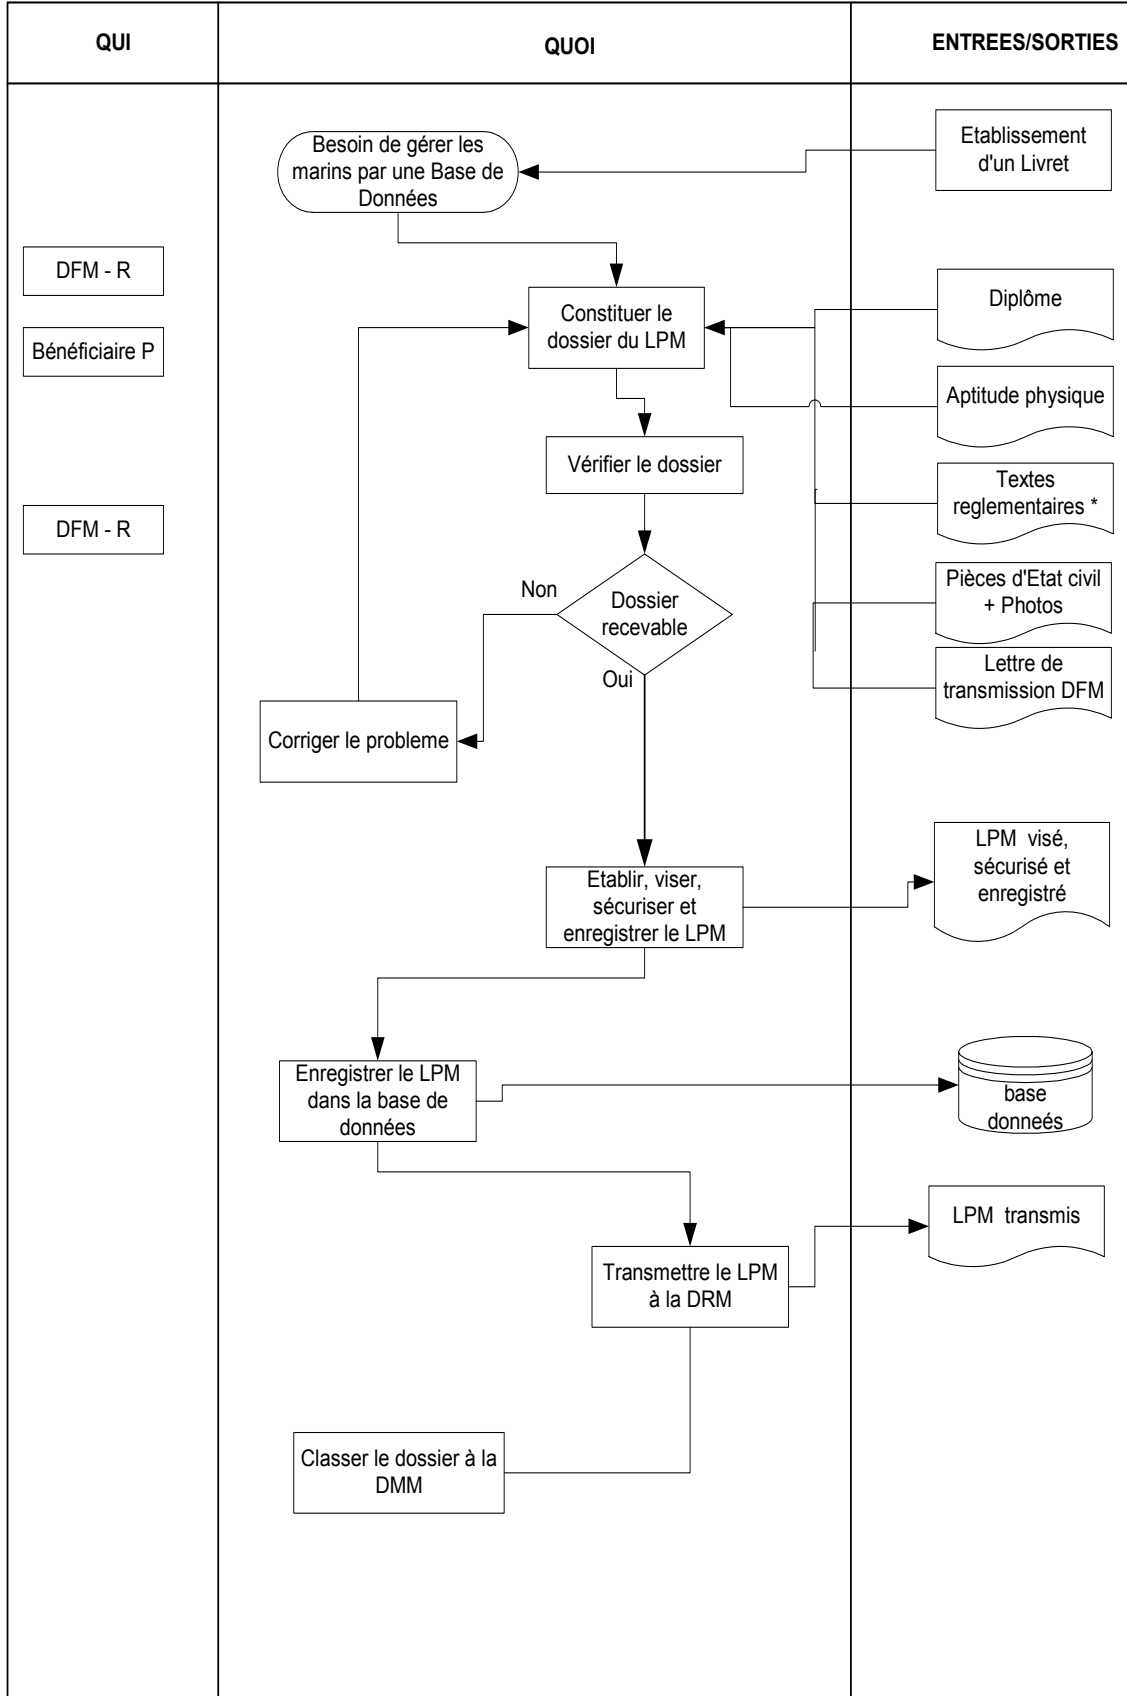 QUI
QUOI
ENTREES/SORTIES
Besoin de gérer les
marins par une Base de
Données
Etablissement
d'un Livret
DFM - R
Bénéficiaire P
Constituer le
dossier du LPM
Diplôme
Aptitude physique
Vérifier le dossier
Textes
reglementaires *
DFM - R
Non
Dossier
recevable
Oui
Pièces d'Etat civil
+ Photos
Lettre de
transmission DFM
Corriger le probleme
Etablir, viser,
sécuriser et
enregistrer le LPM
LPM visé,
sécurisé et
enregistré
Enregistrer le LPM
dans la base de
données
base
donneés
Transmettre le LPM
à la DRM
LPM transmis
Classer le dossier à la
DMM